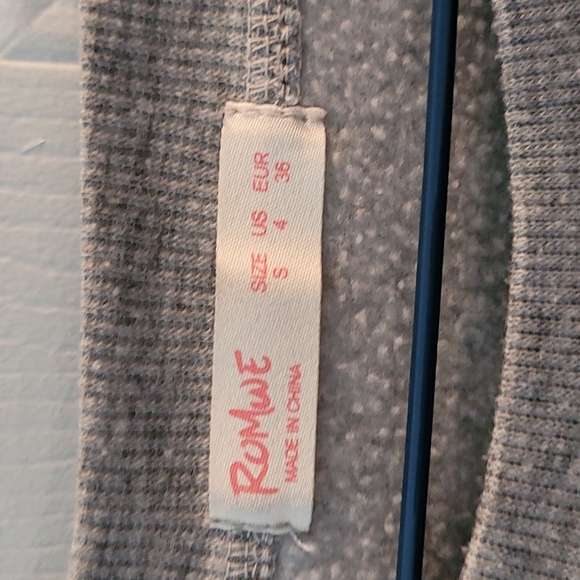 ROMWE
MADE IN CHINA
SIZE US EUR
S 4 36